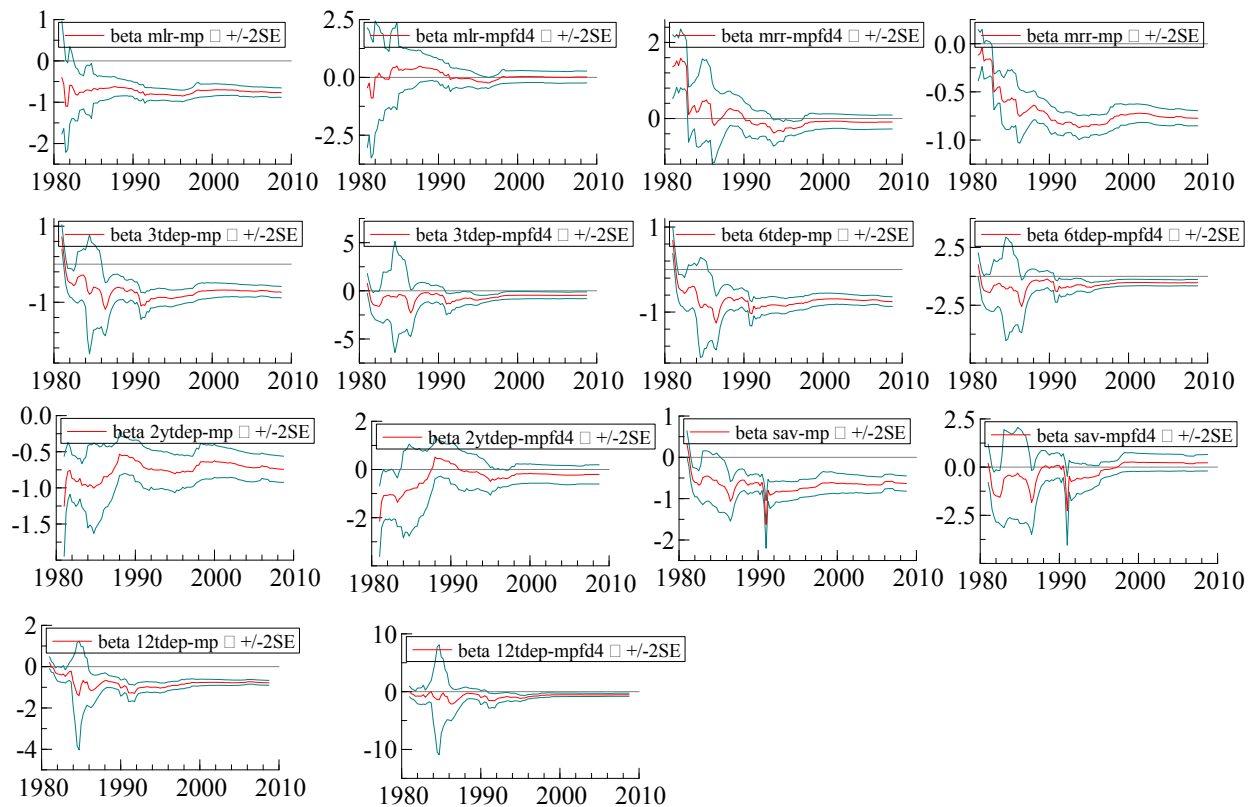 beta mlr-mp □ +/-2SE
1
0
-1
-2
1980 1990 2000 2010
beta mlr-mpfd4 □ +/-2SE
2.5
0.0
-2.5
1980 1990 2000 2010
beta mrr-mpfd4 □ +/-2SE
2
0
1980 1990 2000 2010
beta mrr-mp □ +/-2SE
0.0
-0.5
-1.0
1980 1990 2000 2010
beta 3tdep-mp □ +/-2SE
1
-1
1980 1990 2000 2010
beta 3tdep-mpfd4 □ +/-2SE
5
0
-5
1980 1990 2000 2010
beta 6tdep-mp □ +/-2SE
1
-1
1980 1990 2000 2010
beta 6tdep-mpfd4 □ +/-2SE
2.5
-2.5
1980 1990 2000 2010
beta 2ytdep-mp □ +/-2SE
0.0
-0.5
-1.0
-1.5
1980 1990 2000 2010
beta 2ytdep-mpfd4 □ +/-2SE
2
0
-2
1980 1990 2000 2010
beta sav-mp □ +/-2SE
1
0
-1
-2
1980 1990 2000 2010
beta sav-mpfd4 □ +/-2SE
2.5
0.0
-2.5
1980 1990 2000 2010
beta 12tdep-mp □ +/-2SE
2
0
-2
-4
1980 1990 2000 2010
beta 12tdep-mpfd4 □ +/-2SE
10
0
-10
1980 1990 2000 2010